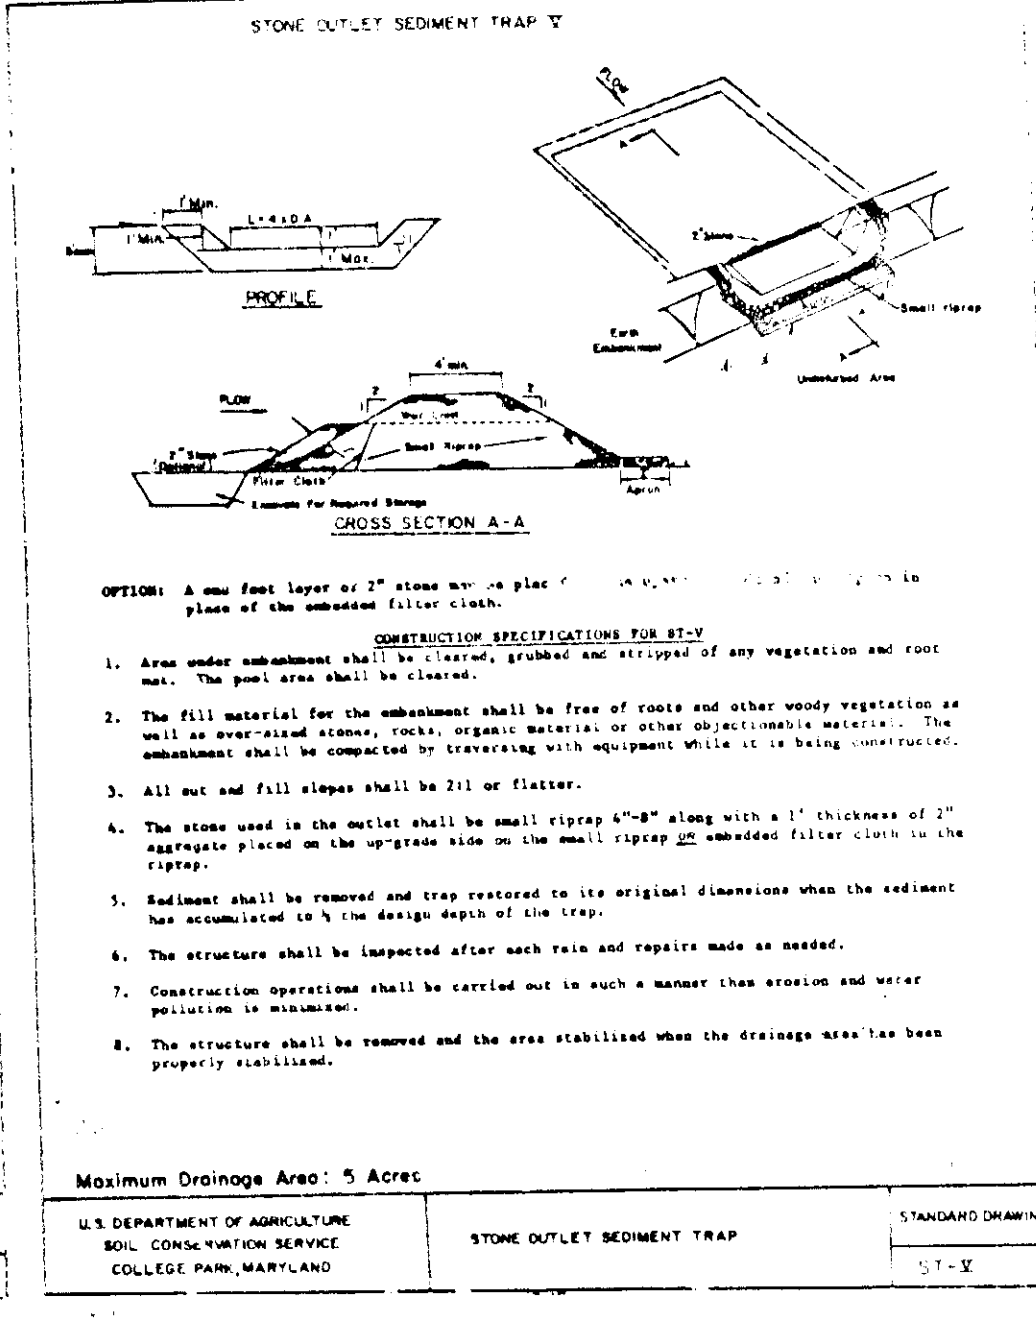 STONE OUTLET SEDIMENT TRAP V
FLOW
A
2" Stone
Small riprap
Earth
Embankment
A
A
Undisturbed Area
1' Min.
L = 4 x D.A.
1' Min.
1'
1' Max.
PROFILE
4' min.
2
2
1
FLOW
Weir Crest
2" Stone
(Optional)
Small Riprap
Filter Cloth
Apron
Excavate for Required Storage
CROSS SECTION A-A
OPTION: A one foot layer of 2" stone may be plac in
place of the embedded filter cloth.
CONSTRUCTION SPECIFICATIONS FOR ST-V
1. Area under embankment shall be cleared, grubbed and stripped of any vegetation and root
mat. The pool area shall be cleared.
2. The fill material for the embankment shall be free of roots and other woody vegetation as
well as over-sized stones, rocks, organic material or other objectionable material. The
embankment shall be compacted by traversing with equipment while it is being constructed.
3. All cut and fill slopes shall be 2:1 or flatter.
4. The stone used in the outlet shall be small riprap 4"-8" along with a 1' thickness of 2"
aggregate placed on the up-grade side on the small riprap OR embedded filter cloth in the
riprap.
5. Sediment shall be removed and trap restored to its original dimensions when the sediment
has accumulated to ½ the design depth of the trap.
6. The structure shall be inspected after each rain and repairs made as needed.
7. Construction operations shall be carried out in such a manner than erosion and water
pollution is minimized.
8. The structure shall be removed and the area stabilized when the drainage area has been
properly stabilized.
Maximum Drainage Area: 5 Acres
U.S. DEPARTMENT OF AGRICULTURE
SOIL CONSERVATION SERVICE
COLLEGE PARK, MARYLAND
STONE OUTLET SEDIMENT TRAP
STANDARD DRAWIN
ST-V